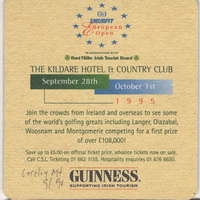 SMURFIT
European
Open
Bord Fáilte Irish Tourist Board
THE KILDARE HOTEL & COUNTRY CLUB
September 28th
October 1st
1995
Join the crowds from Ireland and overseas to see some
of the world's golfing greats including Langer, Olazabal,
Woosnam and Montgomerie competing for a first prize
of over £108,000!
Save up to £5.00 on official ticket price, advance tickets now on sale.
Call C.S.L. Ticketing 01 662 1155. Hospitality enquiries 01 676 6650.
GUINNESS.
SUPPORTING IRISH TOURISM